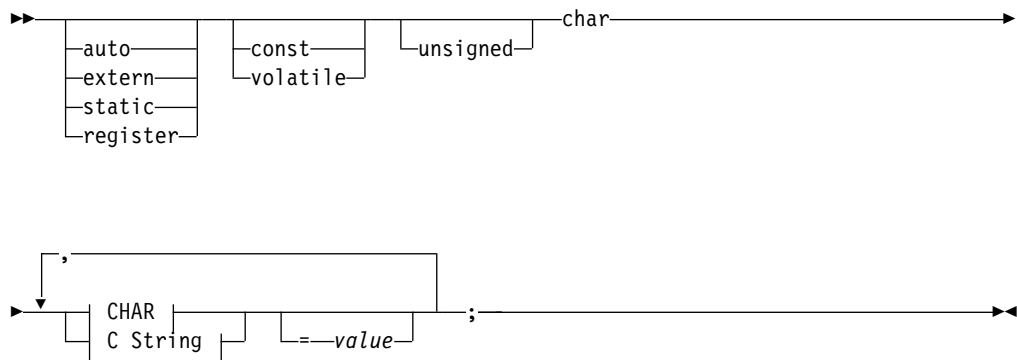 char
auto const unsigned
extern volatile
static
register
,
CHAR ;
C String = value